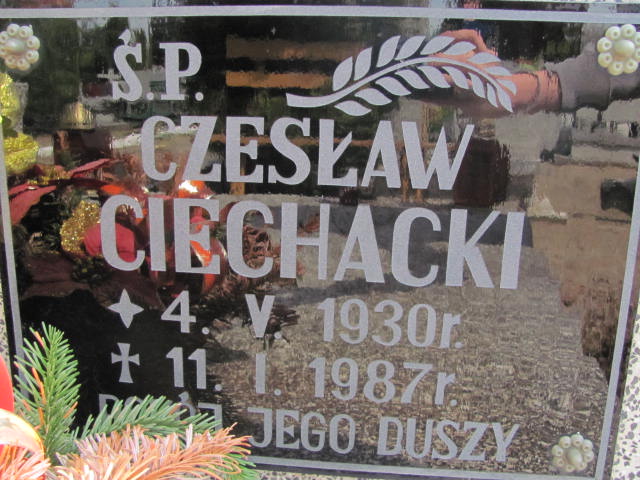 Ś.P.
CZESŁAW
CIECHACKI
4. V 1930r.
11. I. 1987r.
JEGO DUSZY